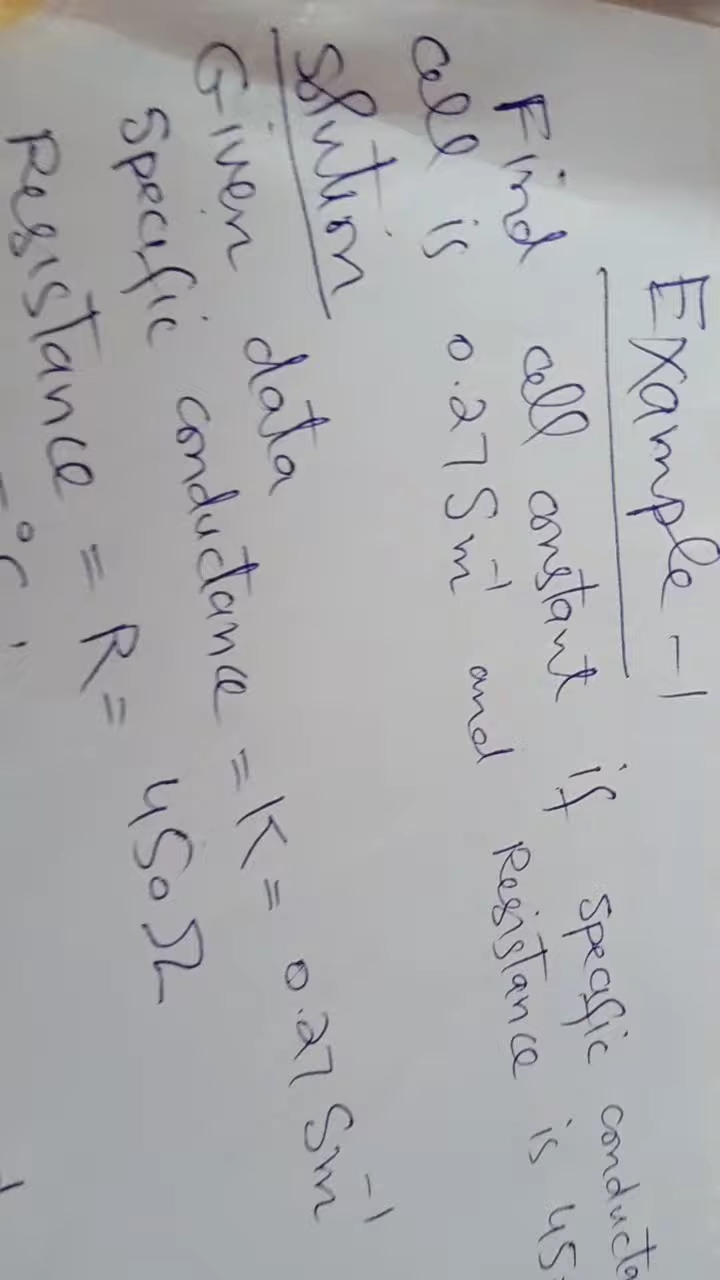 Example -1
Find cell constant if specific conducta
cell is 0.27 Sm⁻¹ and Resistance is 45
Solution
Given data
Specific conductance = K = 0.27 Sm⁻¹
Resistance = R = 450 Ω